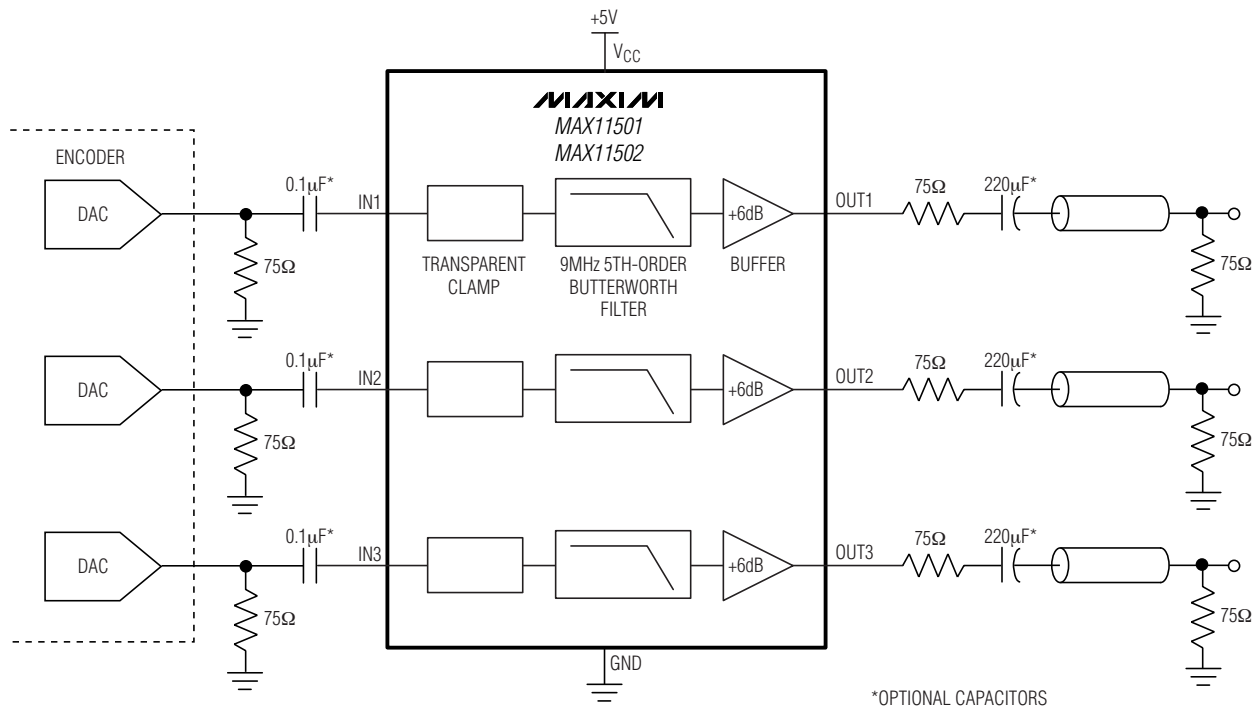 +5V
VCC
MAXIM
MAX11501
MAX11502
ENCODER
DAC
0.1μF*
IN1
75Ω
TRANSPARENT
CLAMP
9MHz 5TH-ORDER
BUTTERWORTH
FILTER
+6dB
BUFFER
OUT1
75Ω
220μF*
75Ω
DAC
0.1μF*
IN2
75Ω
+6dB
OUT2
75Ω
220μF*
75Ω
DAC
0.1μF*
IN3
75Ω
+6dB
OUT3
75Ω
220μF*
75Ω
GND
*OPTIONAL CAPACITORS